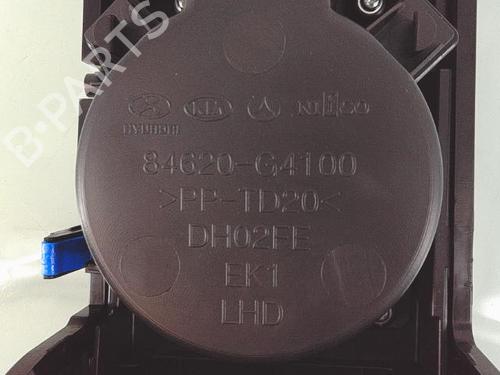 B-PARTS
HYUNDAI KIA
84620-G4100
>PP-TD20<
DH02FE
EK1
LHD